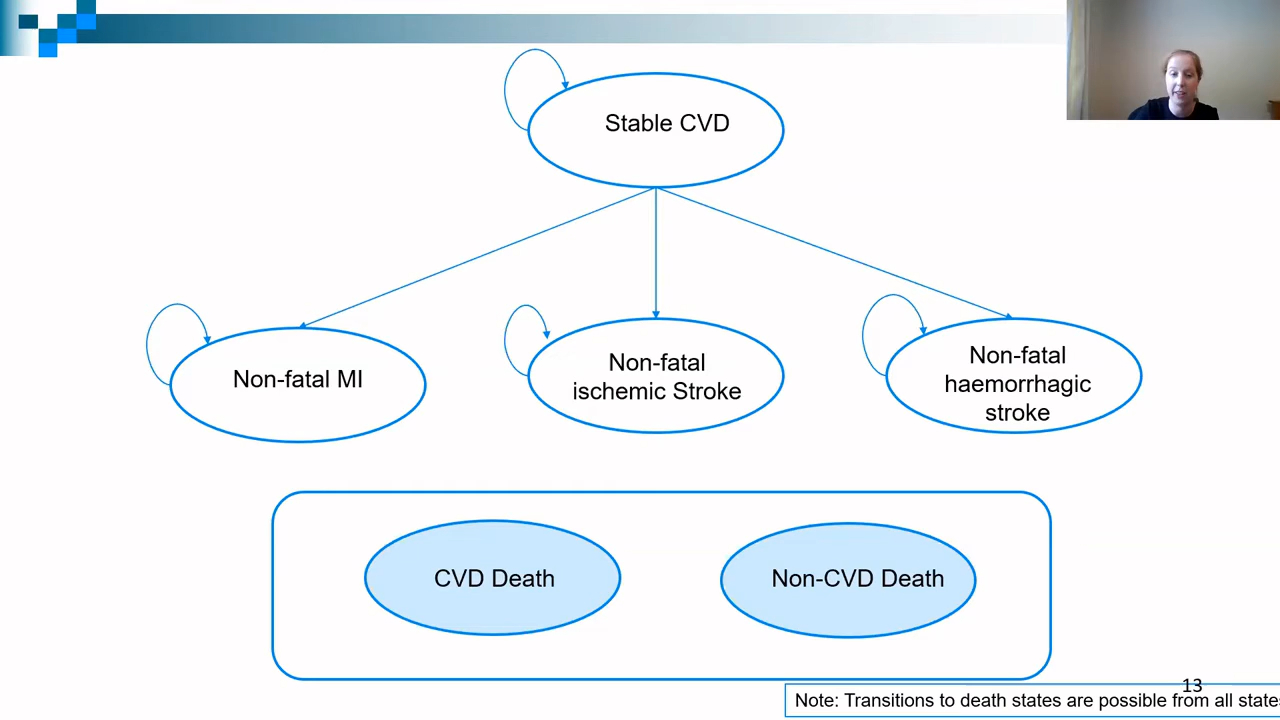 Stable CVD
Non-fatal MI
Non-fatal
ischemic Stroke
Non-fatal
haemorrhagic
stroke
CVD Death
Non-CVD Death
13
Note: Transitions to death states are possible from all state